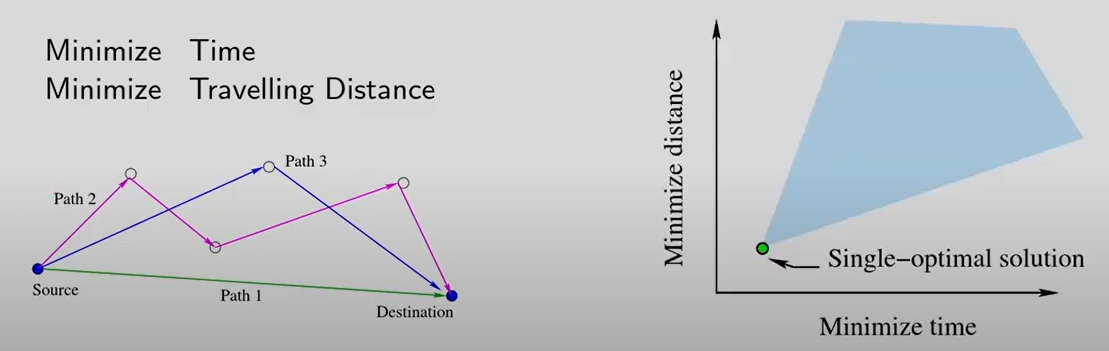 Minimize Time
Minimize Travelling Distance
Path 3
Path 2
Source
Path 1
Destination
Minimize distance
Single-optimal solution
Minimize time